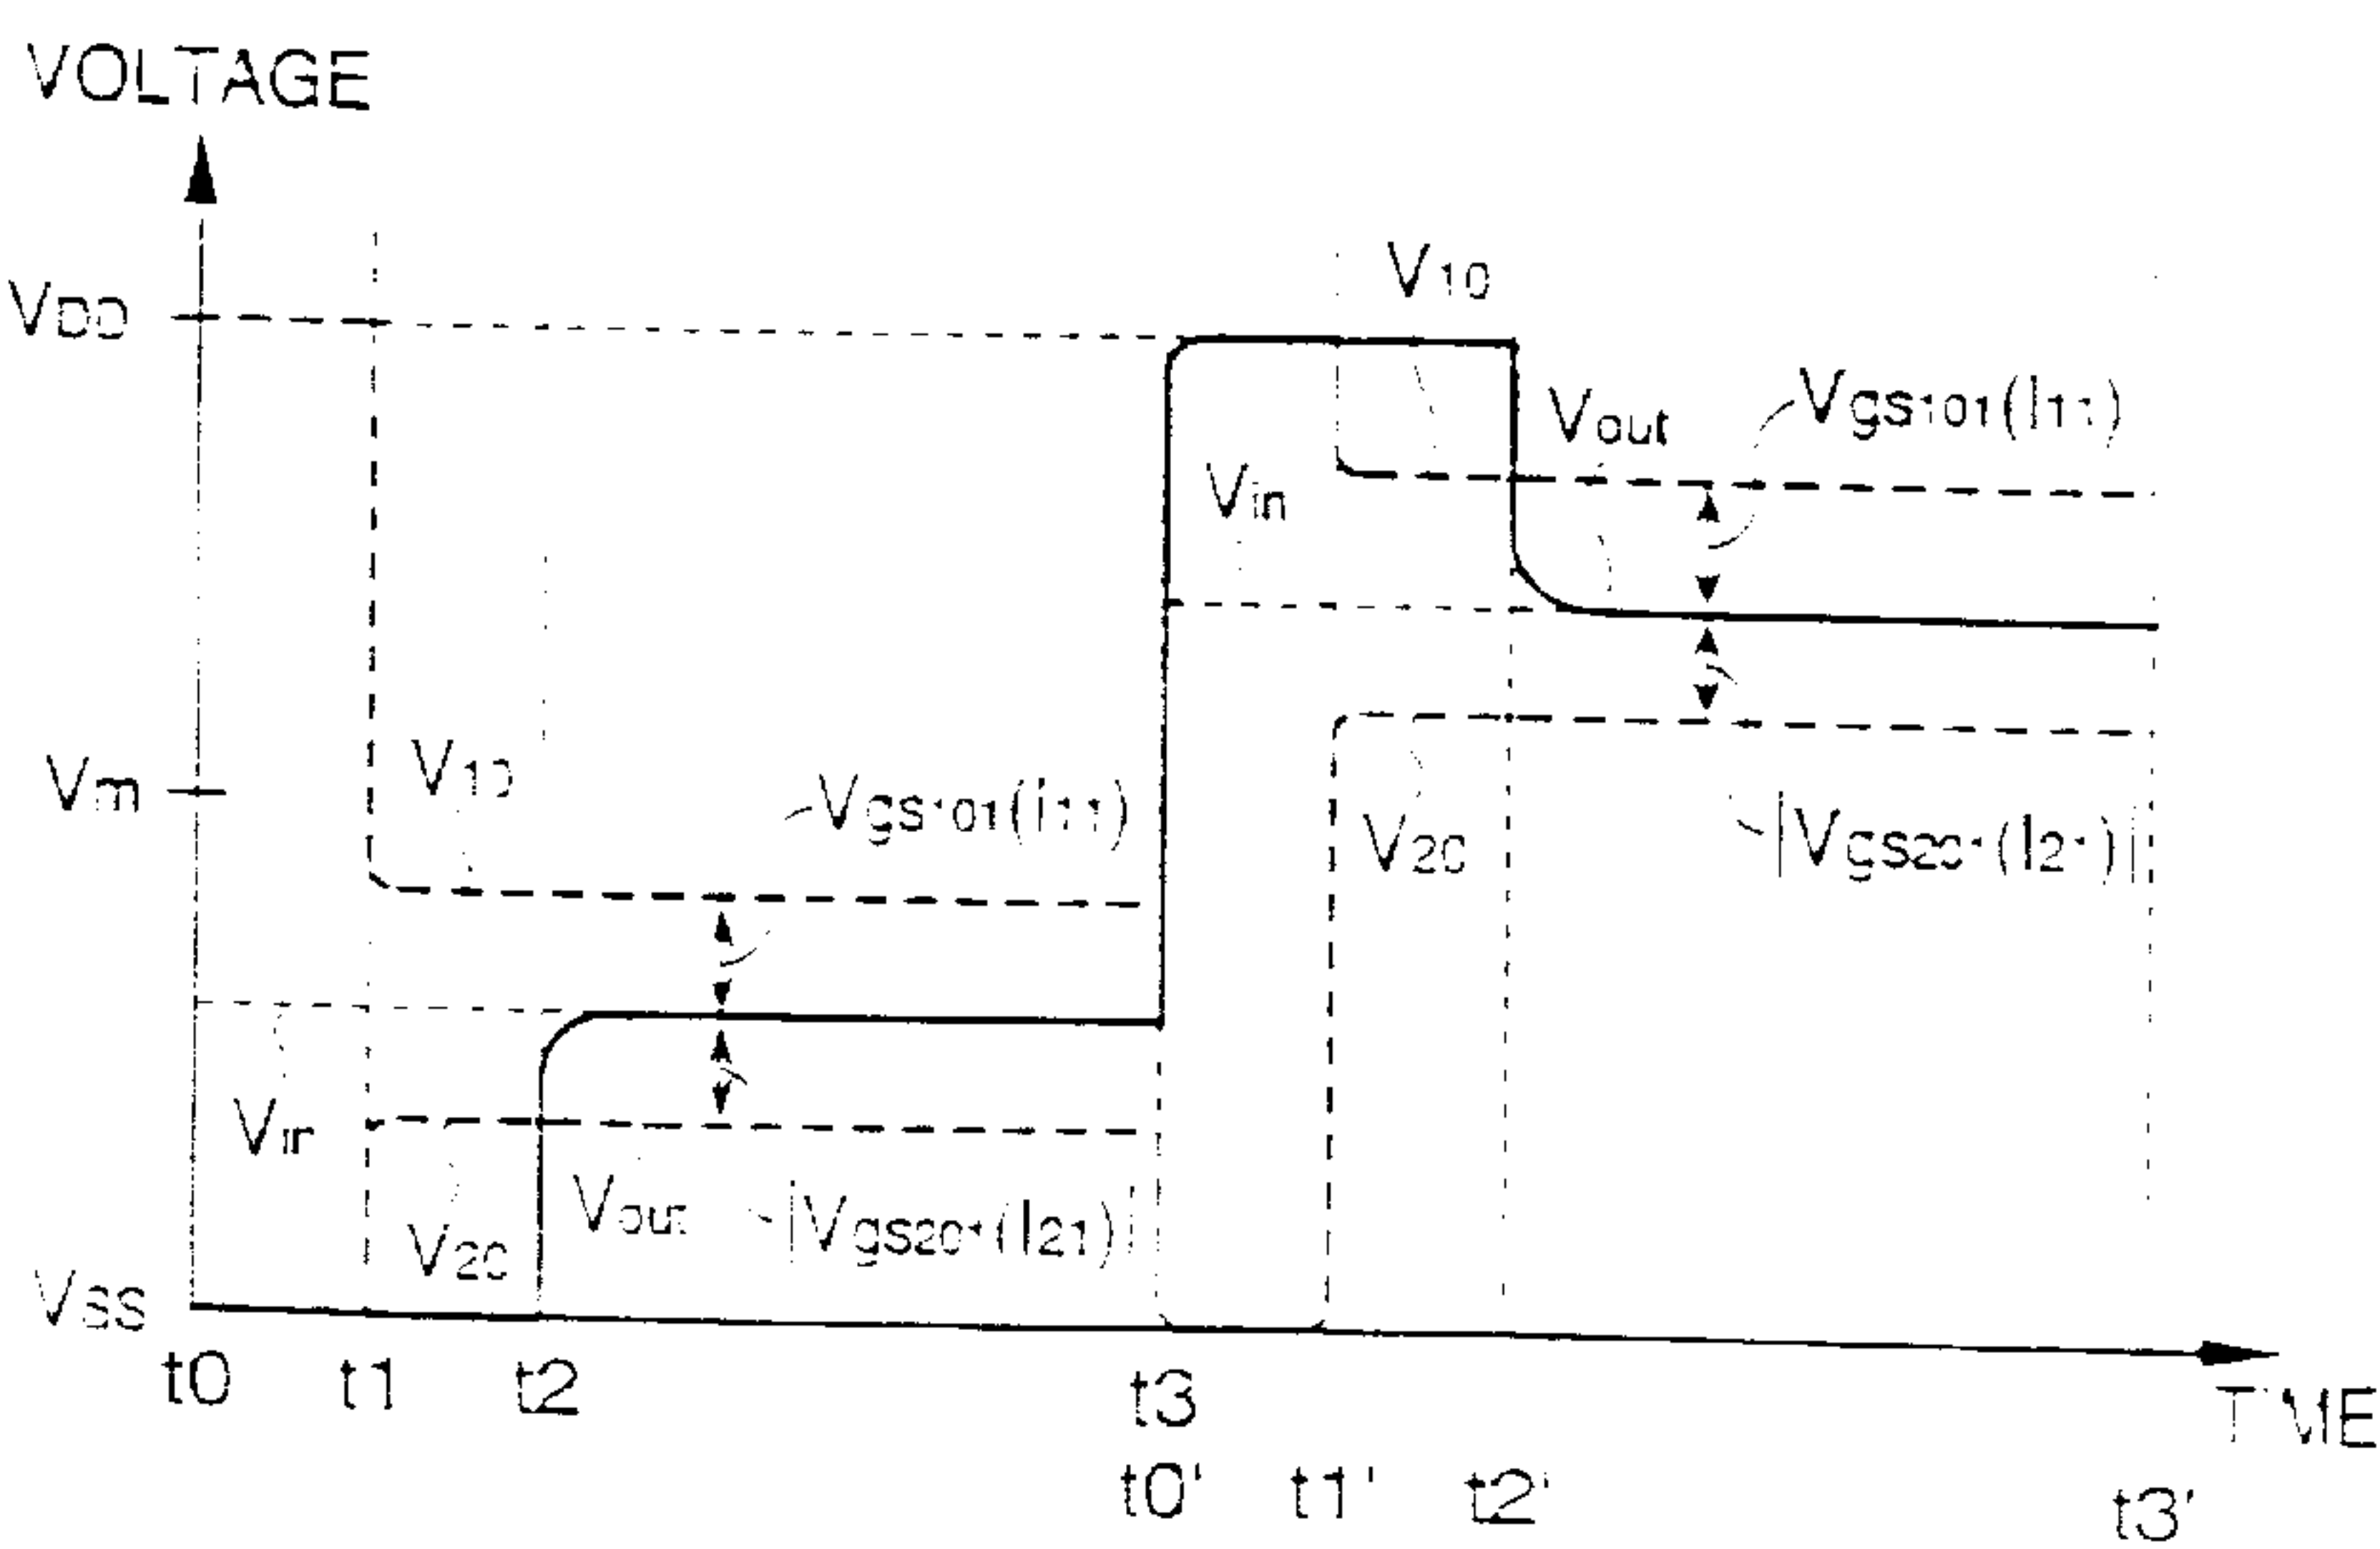 VOLTAGE
V10
VDD
Vgs101(I11)
Vout
Vin
Vm
V10
Vgs101(I11)
V20
|Vgs201(I21)|
Vin
Vout
|Vgs201(I21)|
V20
VSS
t0 t1 t2 t3
TIME
t0' t1' t2' t3'